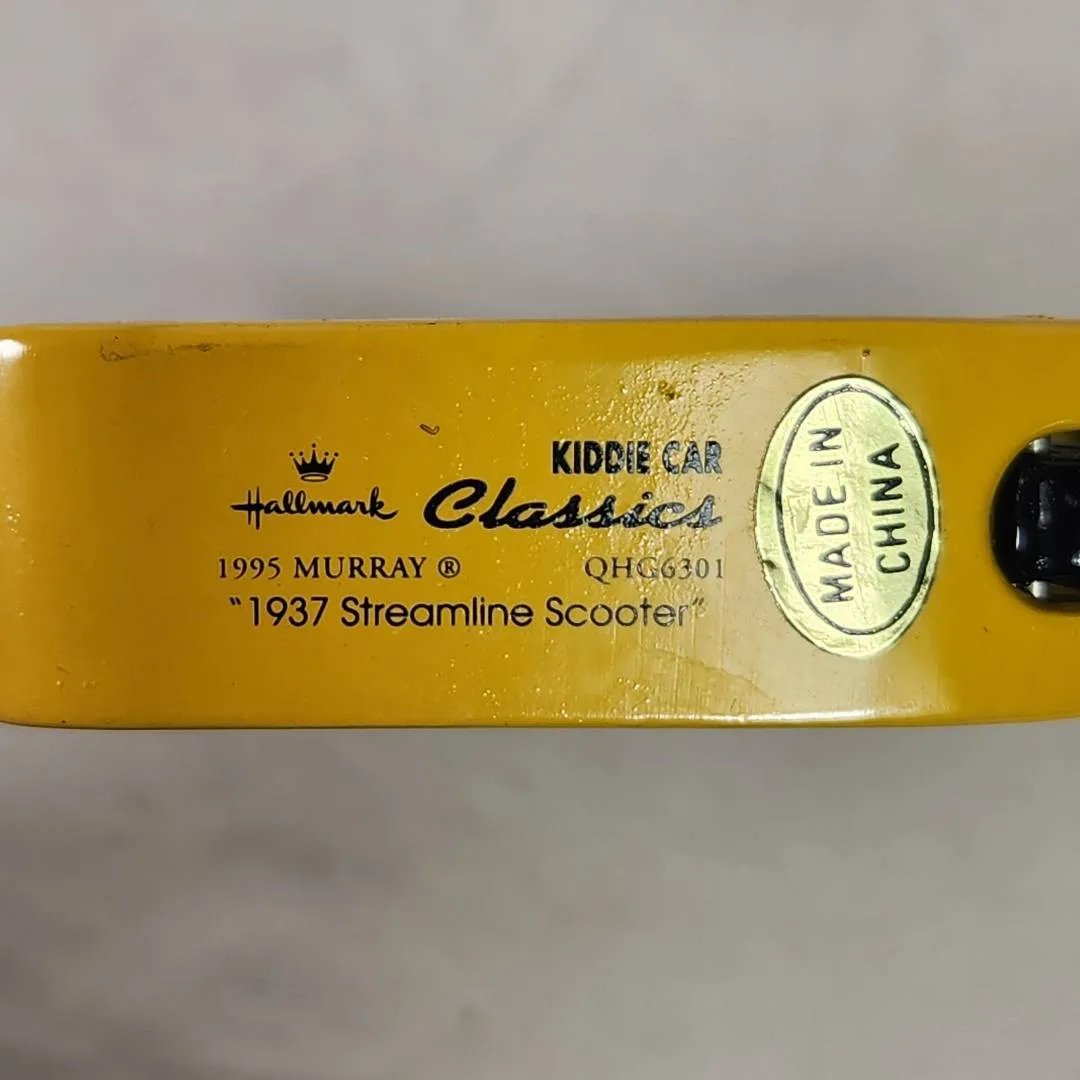 Hallmark
KIDDIE CAR
Classics
1995 MURRAY ® QHG6301
"1937 Streamline Scooter"
MADE IN
CHINA